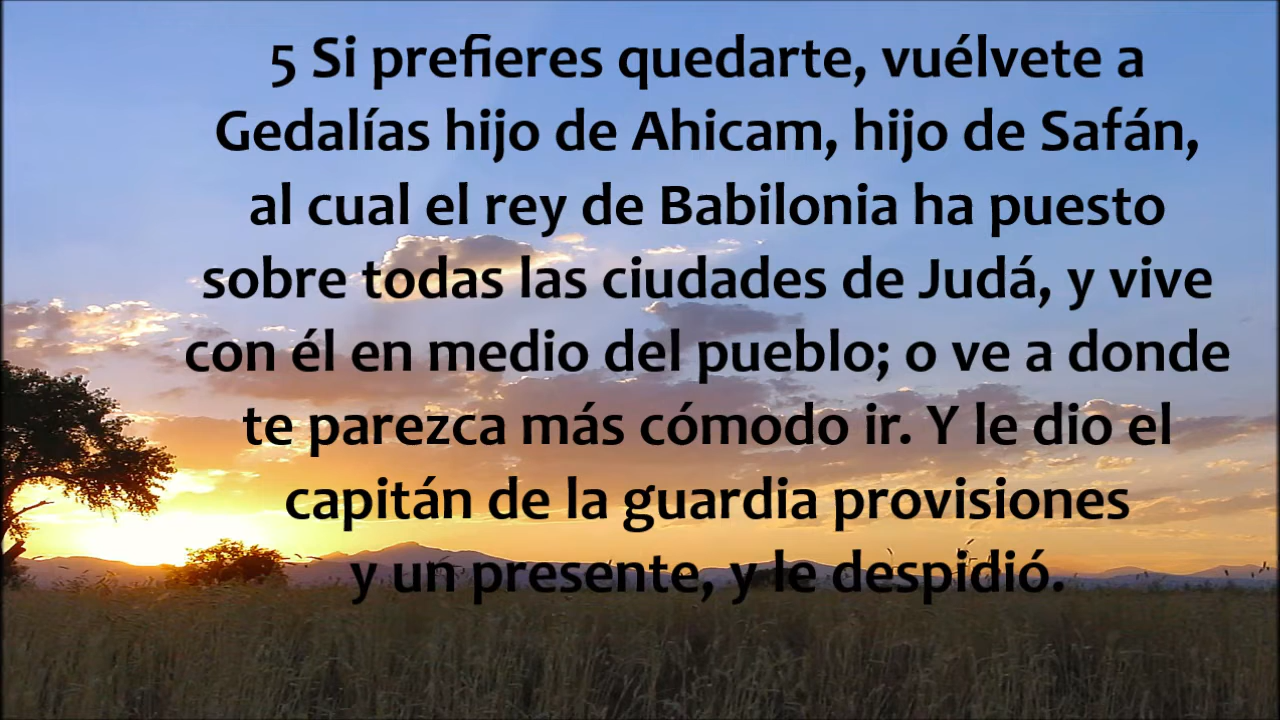 5 Si prefieres quedarte, vuélvete a
Gedalías hijo de Ahicam, hijo de Safán,
al cual el rey de Babilonia ha puesto
sobre todas las ciudades de Judá, y vive
con él en medio del pueblo; o ve a donde
te parezca más cómodo ir. Y le dio el
capitán de la guardia provisiones
y un presente, y le despidió.